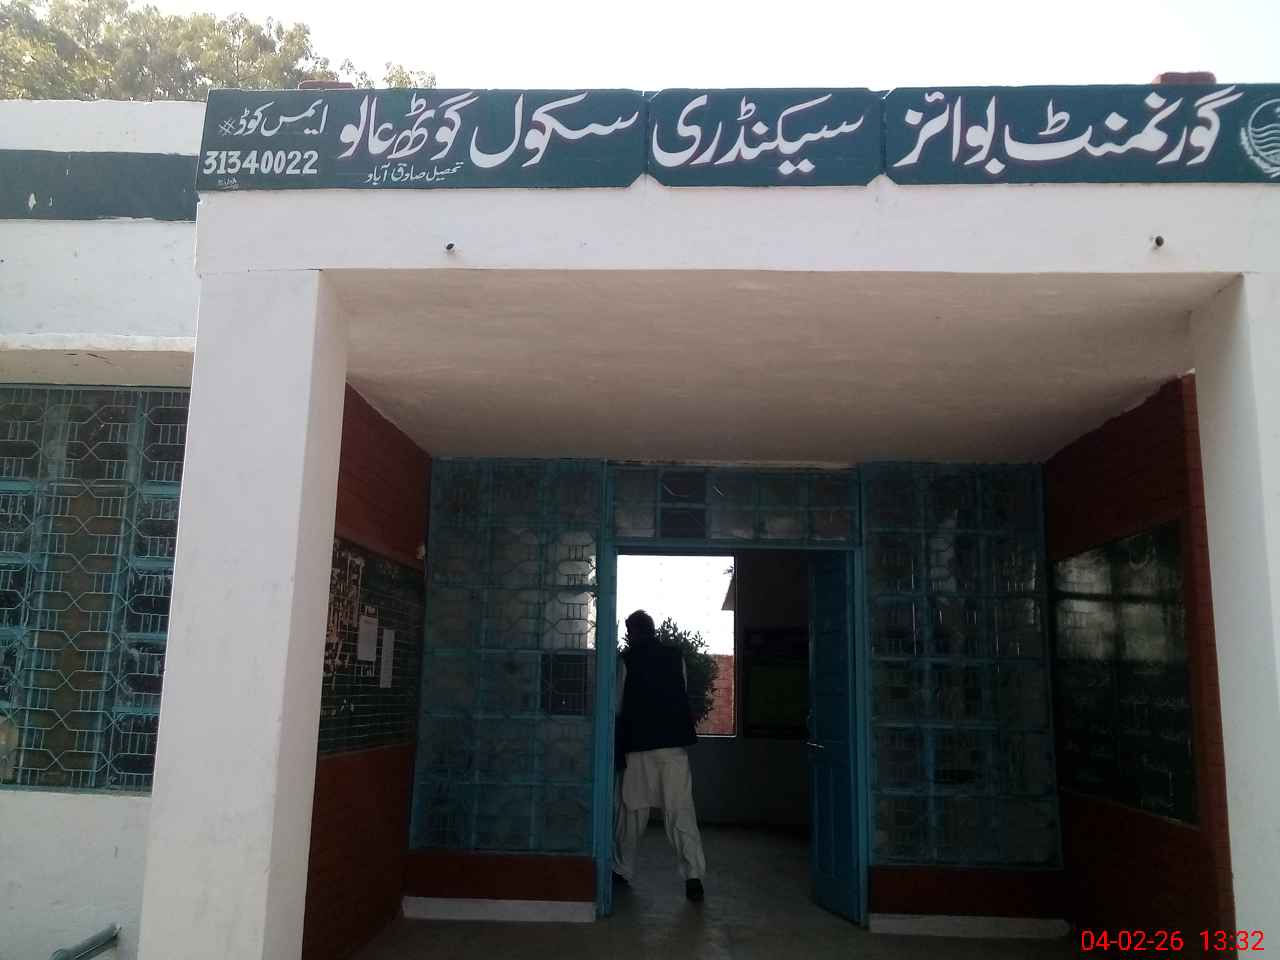 گورنمنٹ بوائز سیکنڈری سکول گوٹھ عالو
تحصیل صادق آباد
ایمس کوڈ #
31340022
04-02-26 13:32